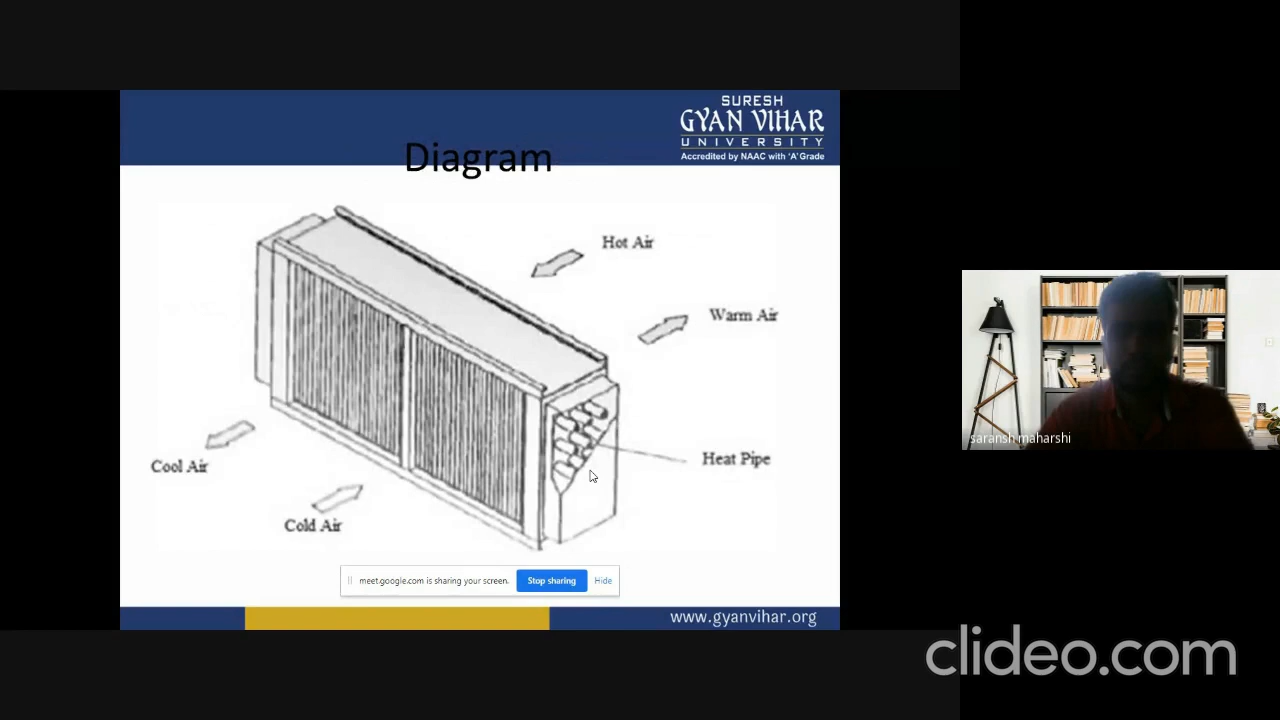 SURESH
GYAN VIHAR
UNIVERSITY
Accredited by NAAC with 'A' Grade
Diagram
Hot Air
Warm Air
Heat Pipe
Cool Air
Cold Air
meet.google.com is sharing your screen.
Stop sharing
Hide
www.gyanvihar.org
saransh maharshi
clideo.com